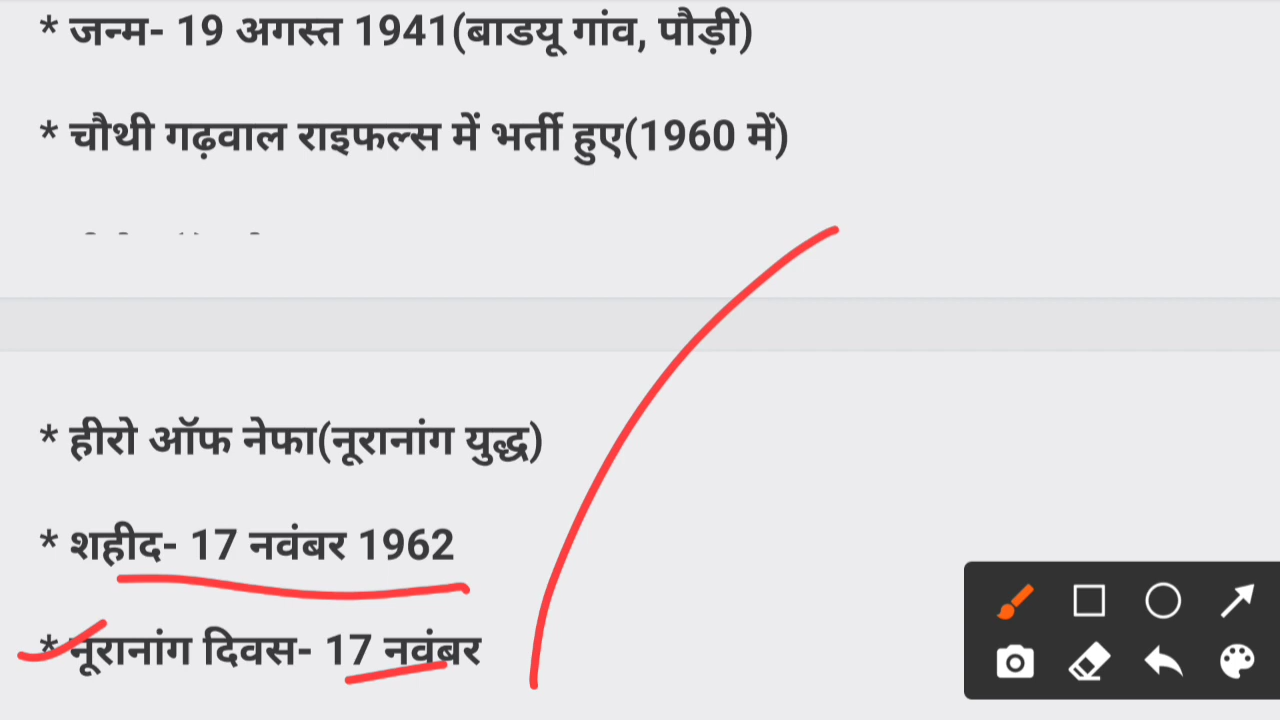 * जन्म- 19 अगस्त 1941(बाडयू गांव, पौड़ी)
* चौथी गढ़वाल राइफल्स में भर्ती हुए(1960 में)
* हीरो ऑफ नेफा(नूरानांग युद्ध)
* शहीद- 17 नवंबर 1962
* नूरानांग दिवस- 17 नवंबर